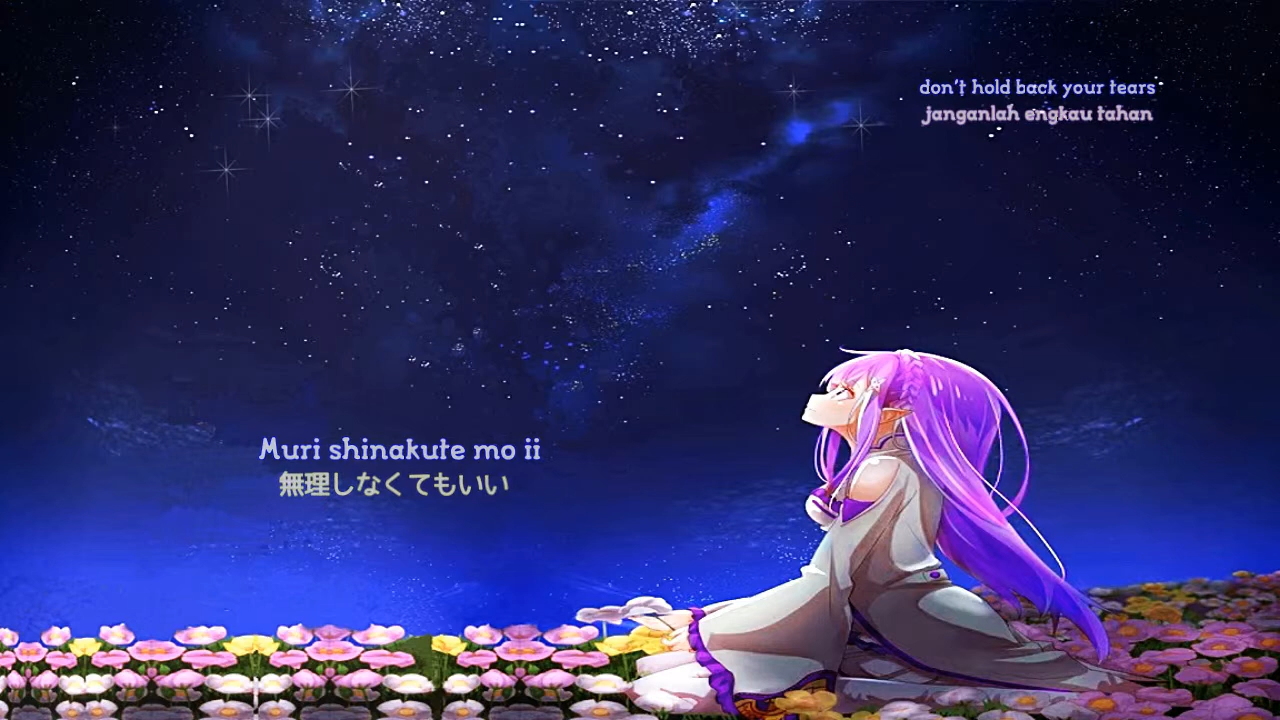 don't hold back your tears
janganlah engkau tahan
Muri shinakute mo ii
無理しなくてもいい